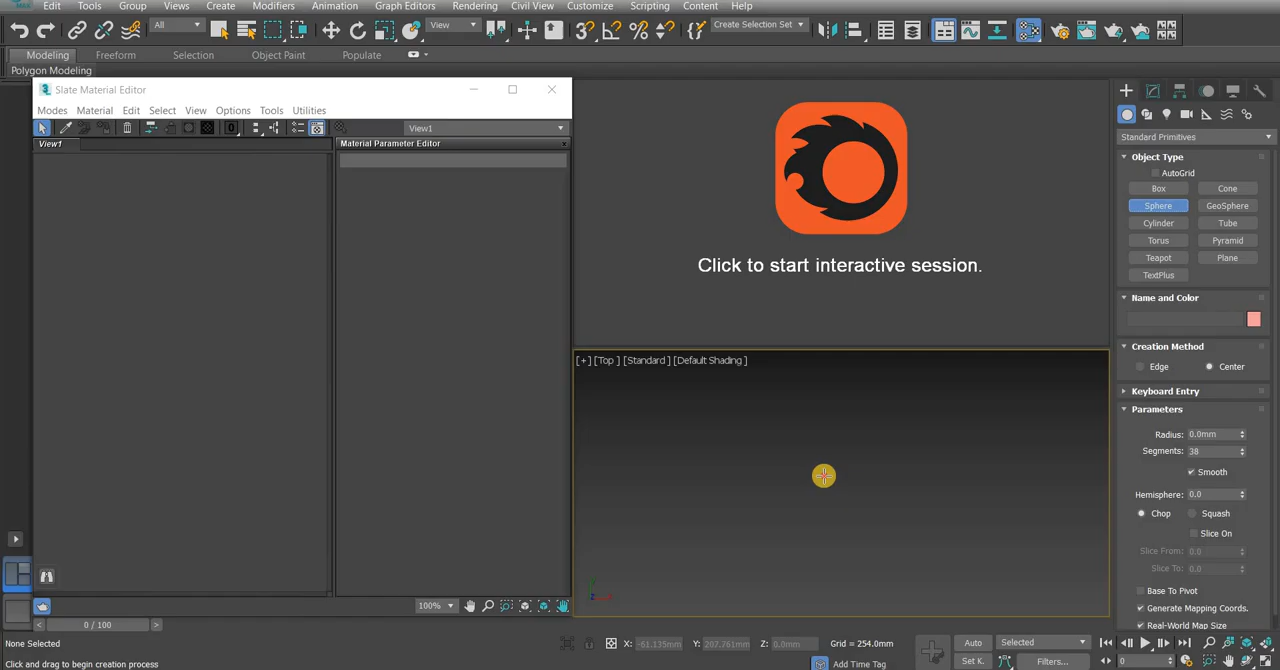 Edit Tools Group Views Create Modifiers Animation Graph Editors Rendering Civil View Customize Scripting Content Help
All View Create Selection Set
Modeling Freeform Selection Object Paint Populate
Polygon Modeling
Slate Material Editor
Modes Material Edit Select View Options Tools Utilities
0 View1
View1 Material Parameter Editor
Click to start interactive session.
[+] [Top ] [Standard ] [Default Shading ]
Standard Primitives
Object Type
AutoGrid
Box Cone
Sphere GeoSphere
Cylinder Tube
Torus Pyramid
Teapot Plane
TextPlus
Name and Color
Creation Method
Edge Center
Keyboard Entry
Parameters
Radius: 0.0mm
Segments: 38
Smooth
Hemisphere: 0.0
Chop Squash
Slice On
Slice From: 0.0
Slice To: 0.0
Base To Pivot
Generate Mapping Coords.
Real-World Map Size
100%
< 0 / 100 >
None Selected
X: -61.135mm Y: 207.761mm Z: 0.0mm Grid = 254.0mm
Auto Selected
Click and drag to begin creation process
Add Time Tag
Set K. Filters... 0